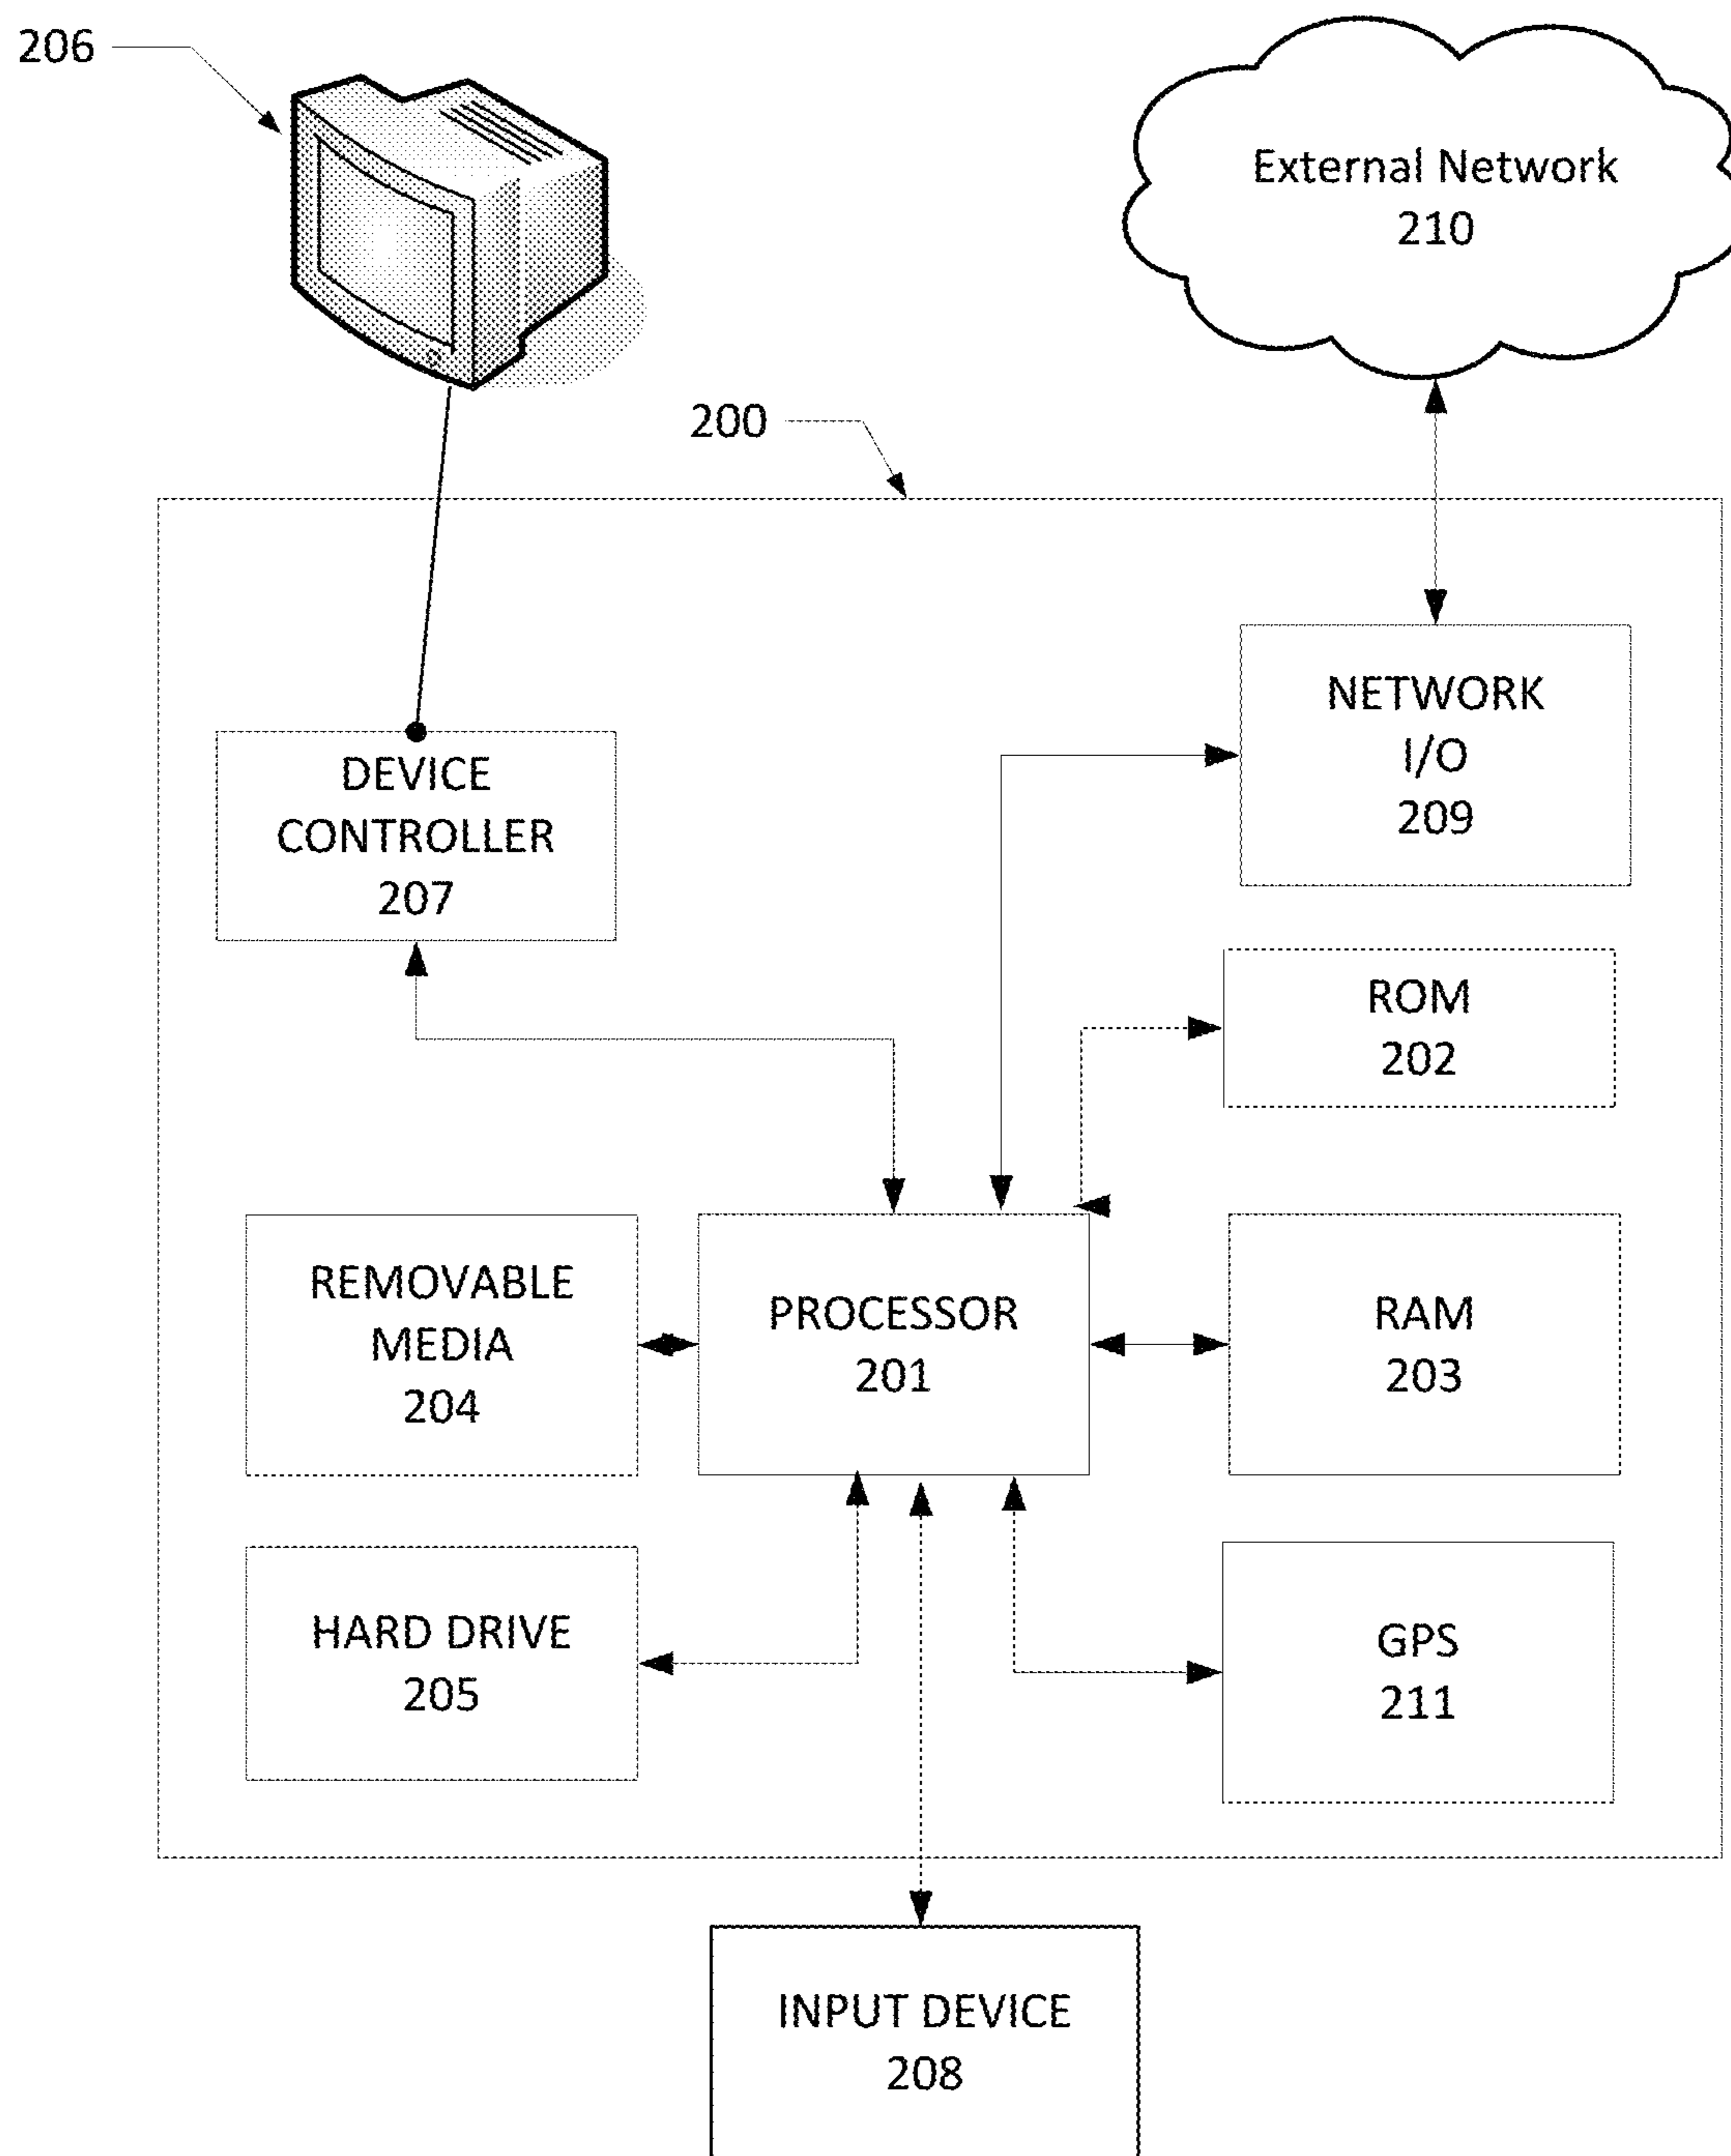 206
External Network
210
200
NETWORK
I/O
209
DEVICE
CONTROLLER
207
ROM
202
REMOVABLE
MEDIA
204
PROCESSOR
201
RAM
203
HARD DRIVE
205
GPS
211
INPUT DEVICE
208